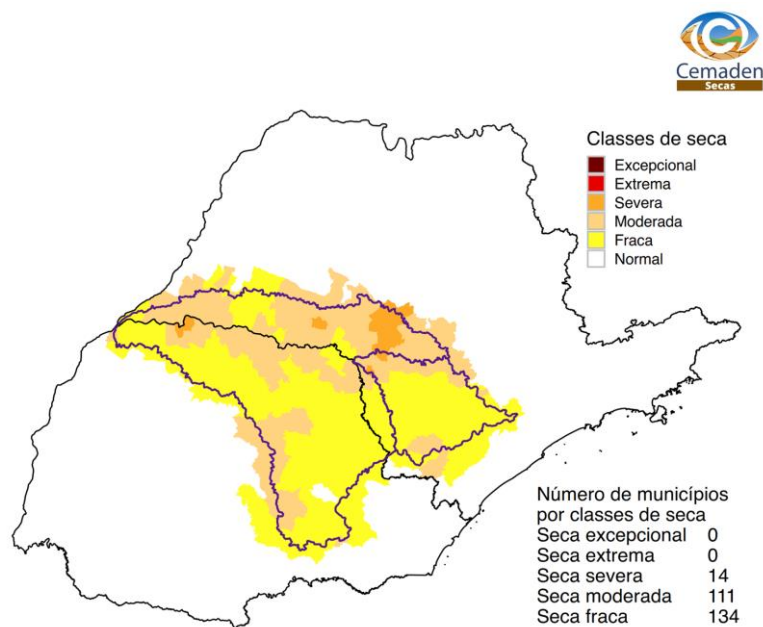 Cemaden
Secas
Classes de seca
Excepcional
Extrema
Severa
Moderada
Fraca
Normal
Número de municípios
por classes de seca
Seca excepcional 0
Seca extrema 0
Seca severa 14
Seca moderada 111
Seca fraca 134